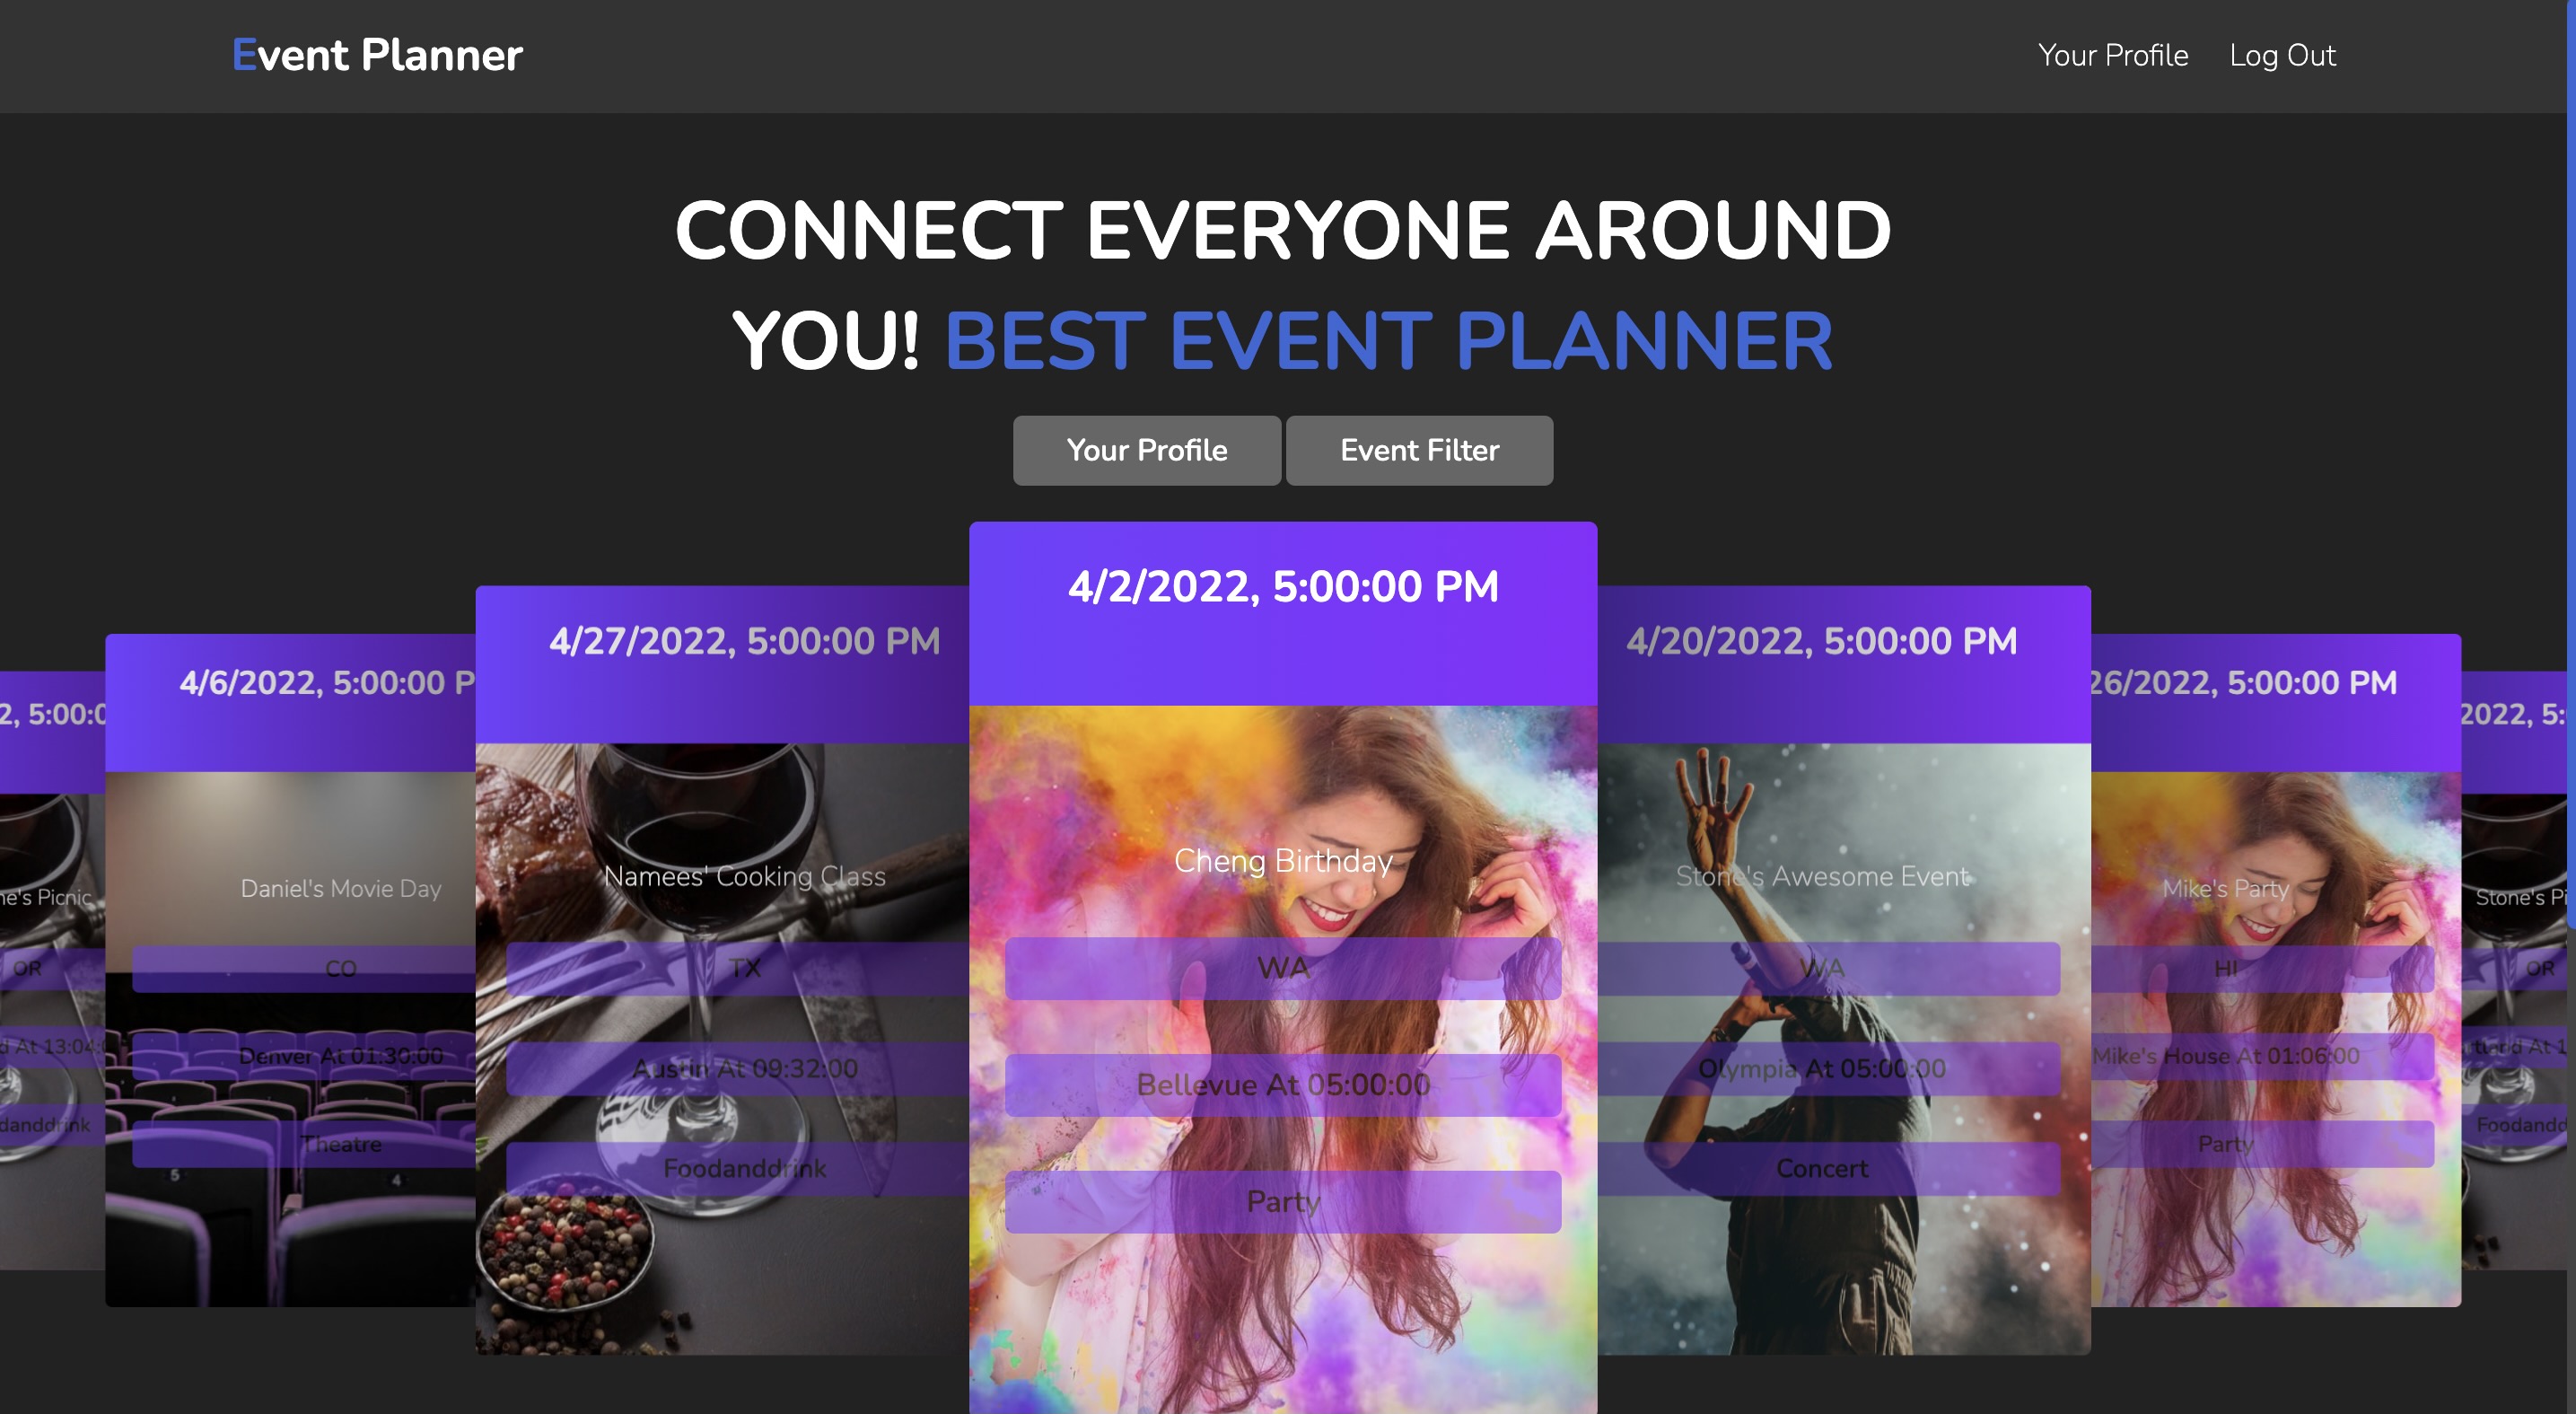 Event Planner
Your Profile
Log Out
CONNECT EVERYONE AROUND
YOU! BEST EVENT PLANNER
Your Profile
Event Filter
2, 5:00:0
ne's Picnic
OR
d At 13:04:0
danddrink
4/6/2022, 5:00:00 P
Daniel's Movie Day
CO
Denver At 01:30:00
Theatre
5
4
4/27/2022, 5:00:00 PM
Namees' Cooking Class
TX
Austin At 09:32:00
Foodanddrink
4/2/2022, 5:00:00 PM
Cheng Birthday
WA
Bellevue At 05:00:00
Party
4/20/2022, 5:00:00 PM
Stone's Awesome Event
WA
Olympia At 05:00:00
Concert
26/2022, 5:00:00 PM
Mike's Party
HI
Mike's House At 01:06:00
Party
2022, 5:
Stone's Pi
OR
tland At 1
Foodandd